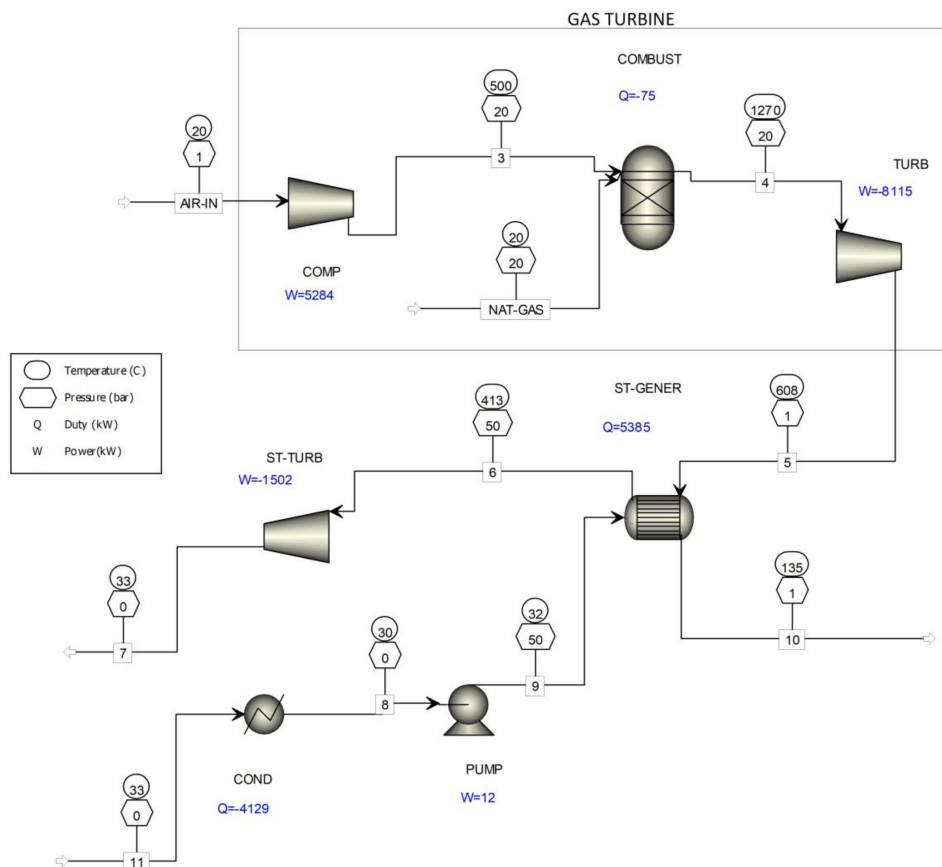 GAS TURBINE
COMBUST
Q=-75
500
20
3
1270
20
4
TURB
W=-8115
20
1
AIR-IN
COMP
W=5284
20
20
NAT-GAS
Temperature (C)
Pressure (bar)
Q Duty (kW)
W Power(kW)
ST-GENER
Q=5385
608
1
5
413
50
6
ST-TURB
W=-1502
33
0
7
135
1
10
32
50
9
30
0
8
PUMP
W=12
COND
Q=-4129
33
0
11